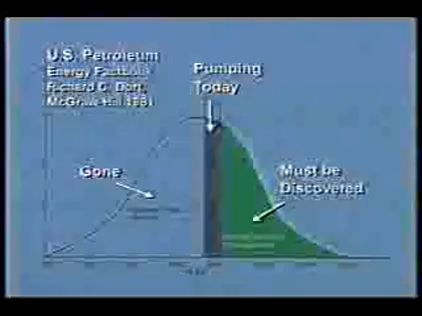 U.S. Petroleum
Energy Factbook
Richard C. Dorf
McGraw Hill 1981
Pumping
Today
Gone
Must be
Discovered